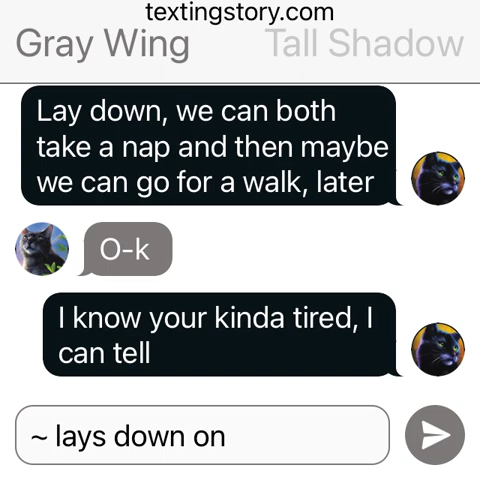 textingstory.com
Gray Wing
Tall Shadow
Lay down, we can both
take a nap and then maybe
we can go for a walk, later
O-k
I know your kinda tired, I
can tell
~ lays down on